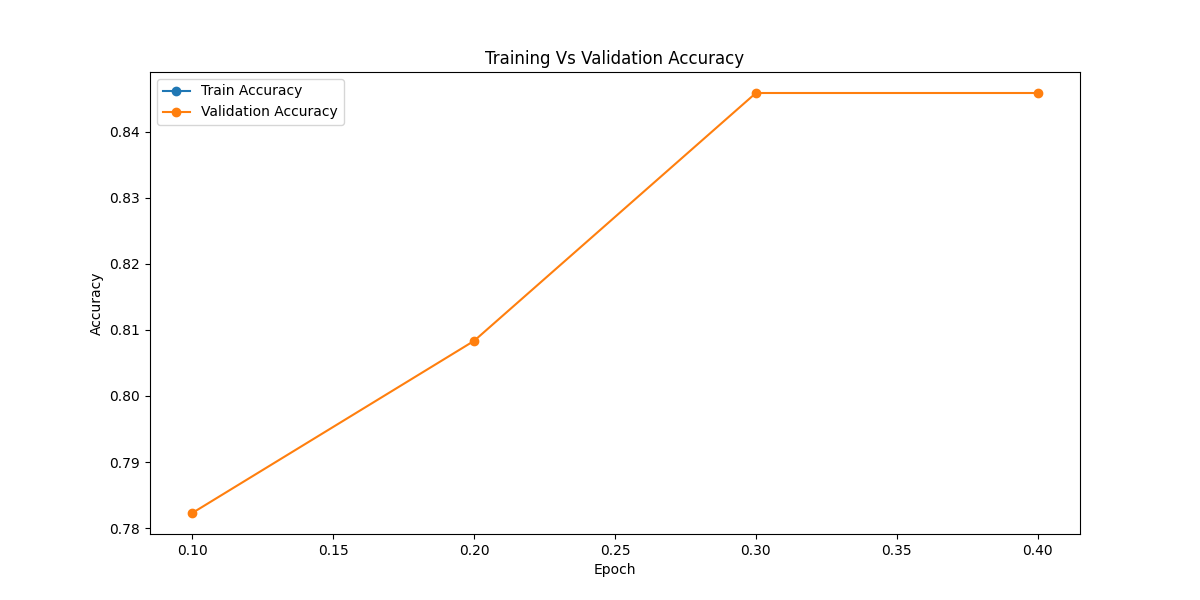 Training Vs Validation Accuracy
Train Accuracy
Validation Accuracy
Accuracy
0.84
0.83
0.82
0.81
0.80
0.79
0.78
0.10 0.15 0.20 0.25 0.30 0.35 0.40
Epoch